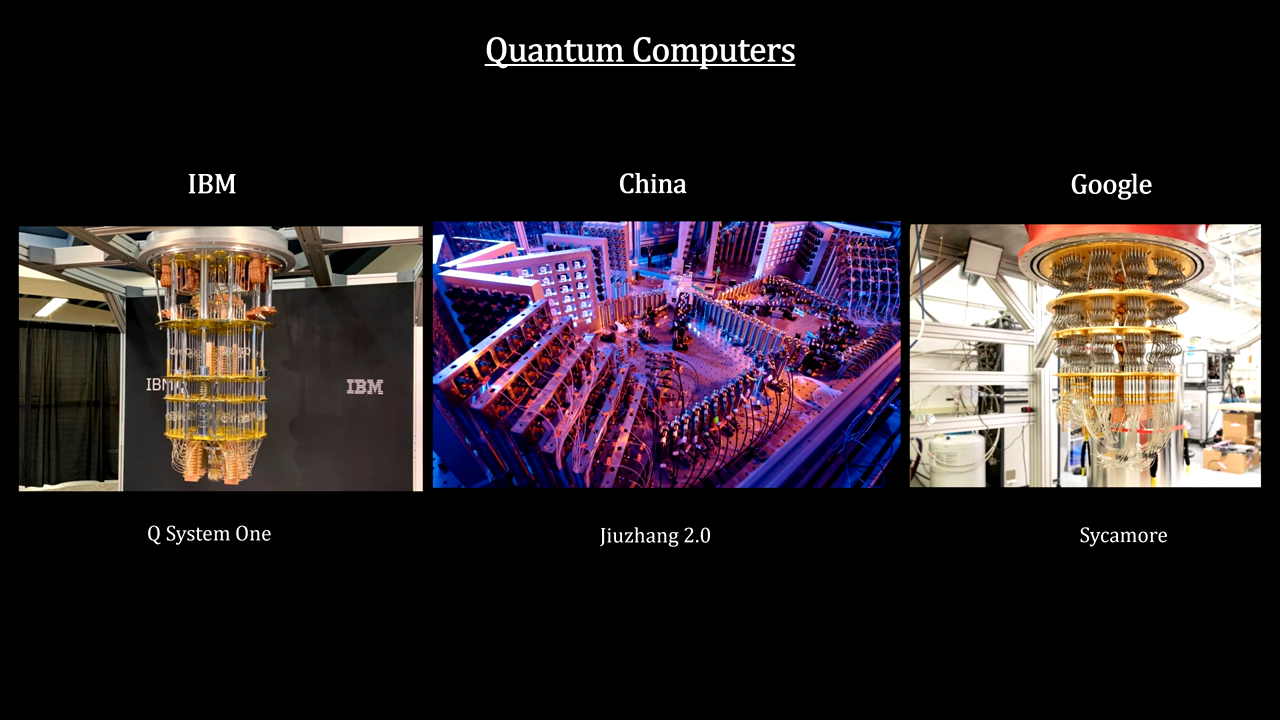 Quantum Computers
IBM
China
Google
IBM
IBM
Q System One
Jiuzhang 2.0
Sycamore